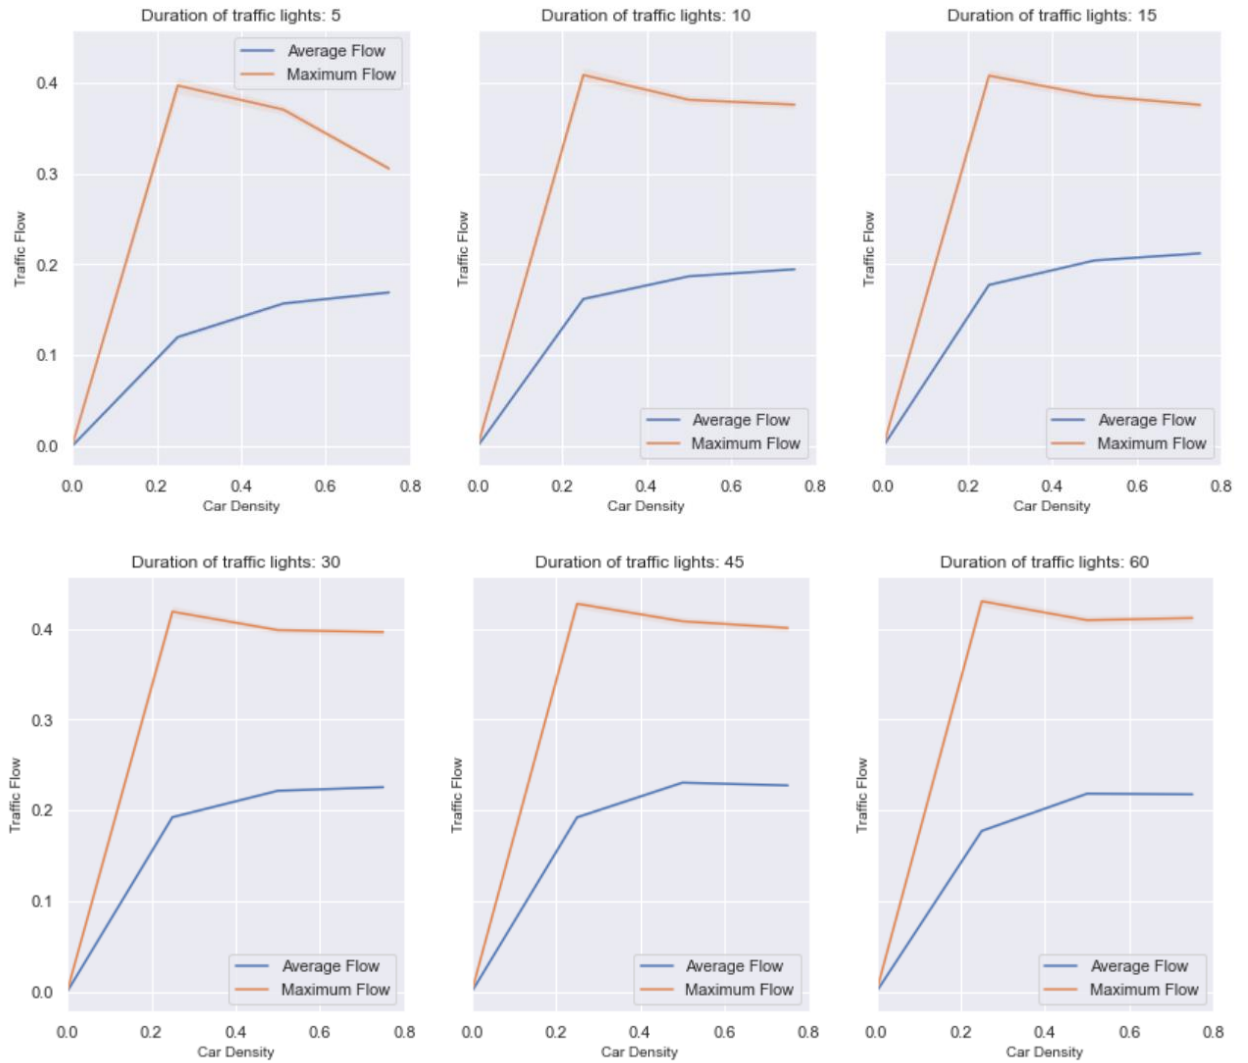 Duration of traffic lights: 5
Duration of traffic lights: 10
Duration of traffic lights: 15
Average Flow
Maximum Flow
Average Flow
Maximum Flow
Average Flow
Maximum Flow
Traffic Flow
Traffic Flow
Traffic Flow
0.4
0.3
0.2
0.1
0.0
0.0 0.2 0.4 0.6 0.8
0.0 0.2 0.4 0.6 0.8
0.0 0.2 0.4 0.6 0.8
Car Density
Car Density
Car Density
Duration of traffic lights: 30
Duration of traffic lights: 45
Duration of traffic lights: 60
Traffic Flow
Traffic Flow
Traffic Flow
0.4
0.3
0.2
0.1
0.0
Average Flow
Maximum Flow
Average Flow
Maximum Flow
Average Flow
Maximum Flow
0.0 0.2 0.4 0.6 0.8
0.0 0.2 0.4 0.6 0.8
0.0 0.2 0.4 0.6 0.8
Car Density
Car Density
Car Density